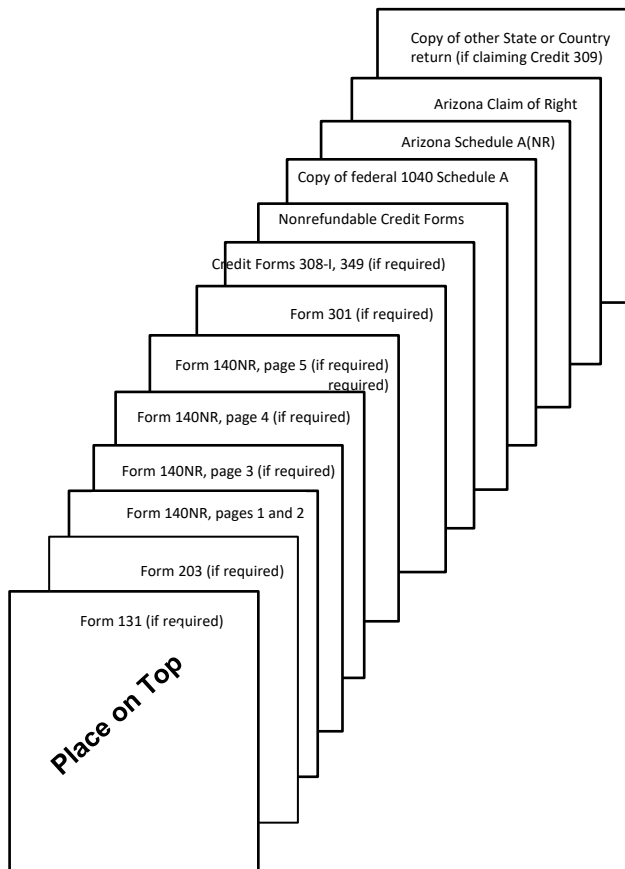 Copy of other State or Country
return (if claiming Credit 309)
Arizona Claim of Right
Arizona Schedule A(NR)
Copy of federal 1040 Schedule A
Nonrefundable Credit Forms
Credit Forms 308-I, 349 (if required)
Form 301 (if required)
Form 140NR, page 5 (if required)
required)
Form 140NR, page 4 (if required)
Form 140NR, page 3 (if required)
Form 140NR, pages 1 and 2
Form 203 (if required)
Form 131 (if required)
Place on Top